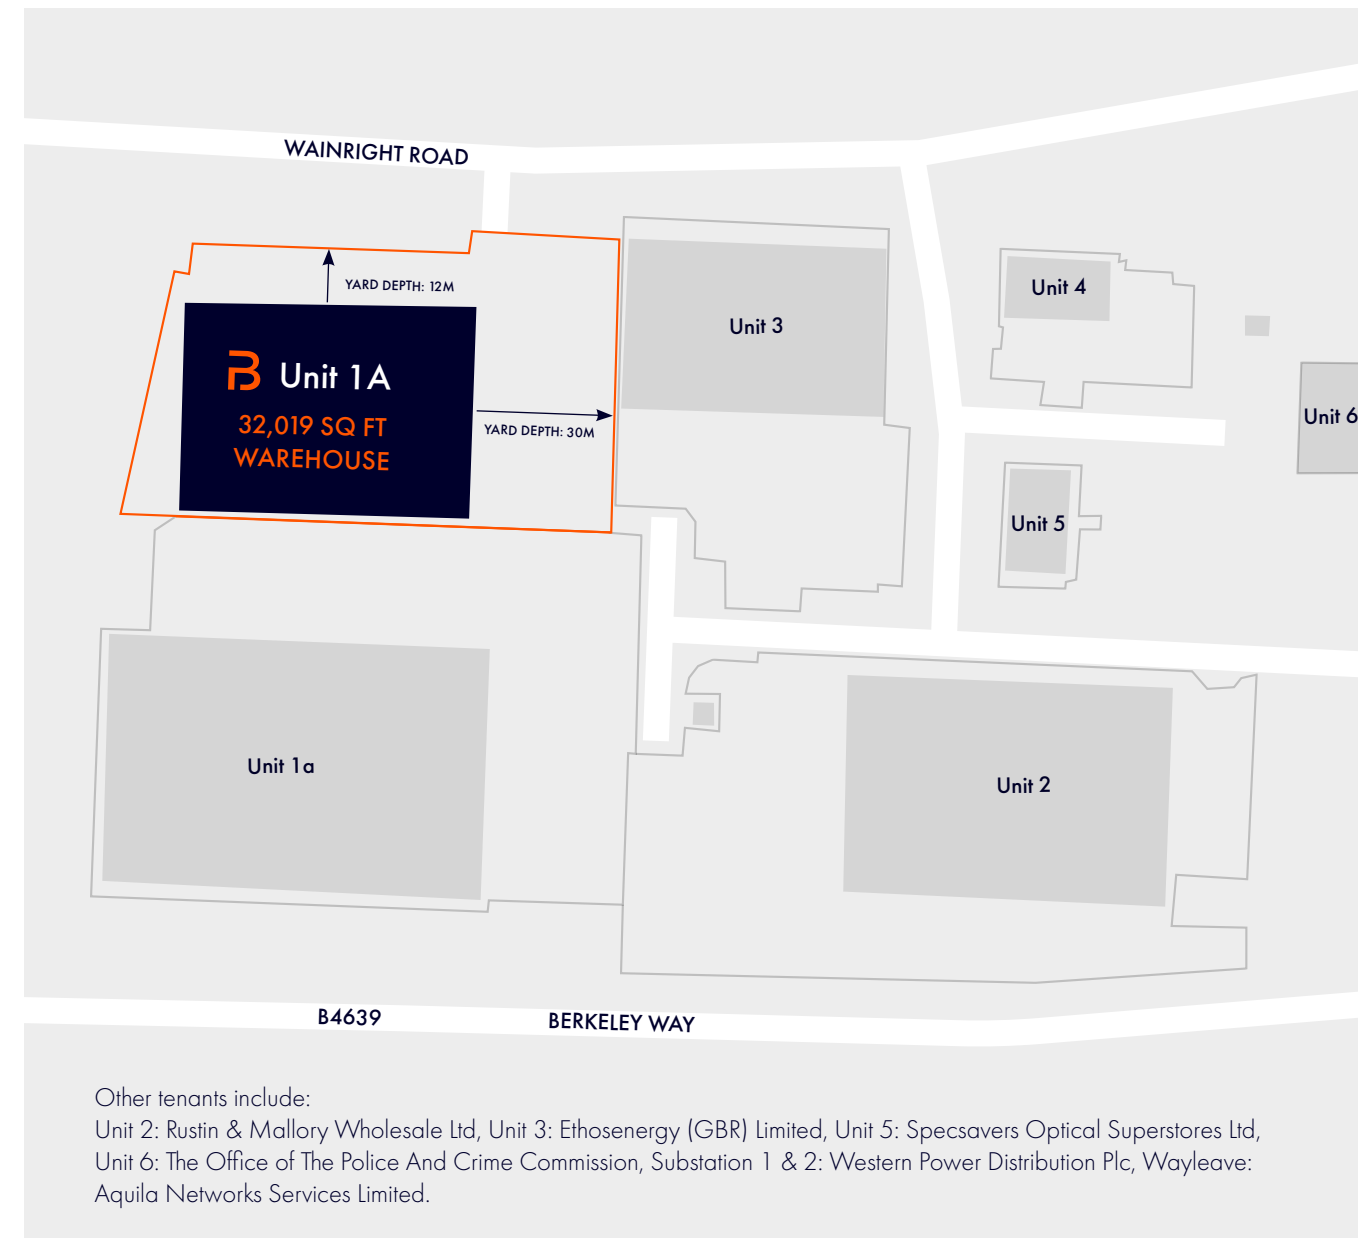 WAINRIGHT ROAD
YARD DEPTH: 12M
Unit 4
Unit 3
B Unit 1A
32,019 SQ FT
WAREHOUSE
YARD DEPTH: 30M
Unit 6
Unit 5
Unit 1a
Unit 2
B4639
BERKELEY WAY
Other tenants include:
Unit 2: Rustin & Mallory Wholesale Ltd, Unit 3: Ethosenergy (GBR) Limited, Unit 5: Specsavers Optical Superstores Ltd,
Unit 6: The Office of The Police And Crime Commission, Substation 1 & 2: Western Power Distribution Plc, Wayleave:
Aquila Networks Services Limited.